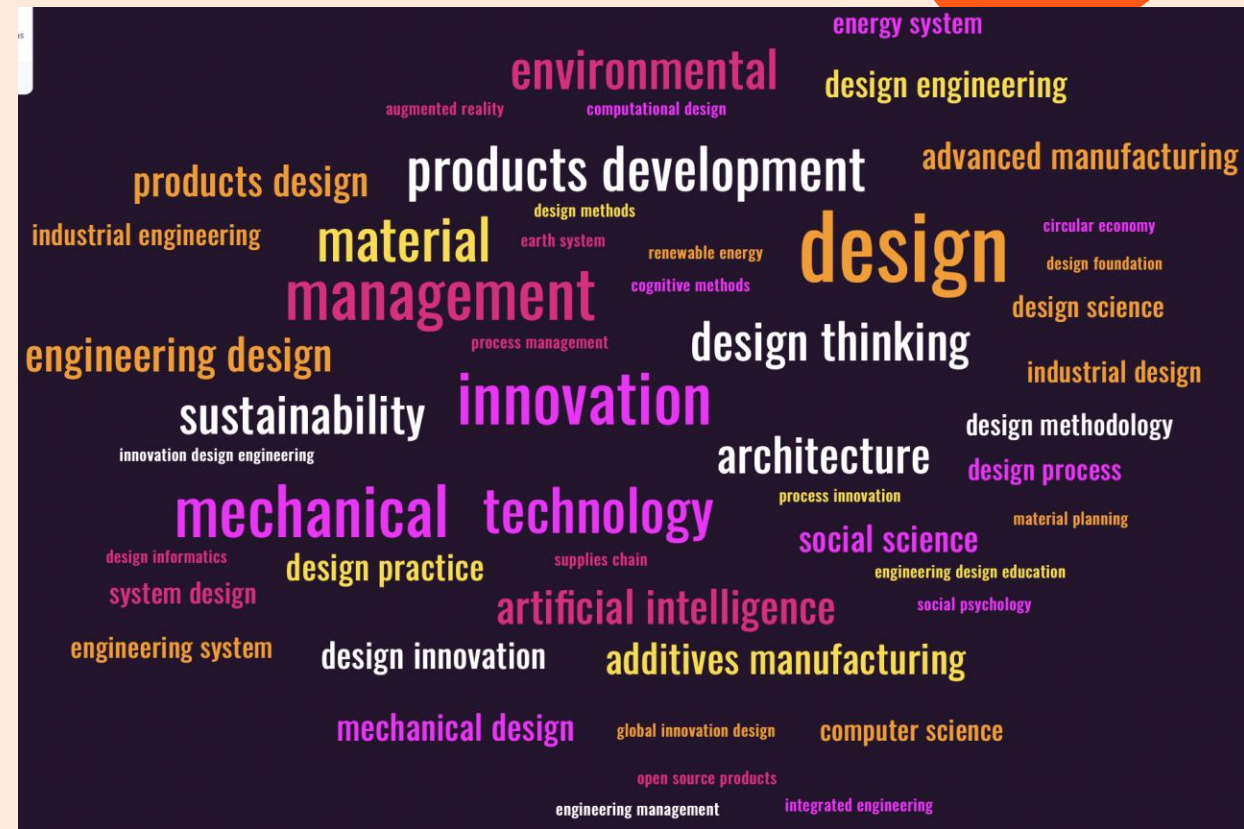 energy system
environmental
design engineering
augmented reality
computational design
products development
advanced manufacturing
products design
design methods
industrial engineering
material
earth system
renewable energy
design
circular economy
design foundation
management
cognitive methods
design science
process management
design thinking
engineering design
industrial design
innovation
sustainability
design methodology
innovation design engineering
architecture
design process
process innovation
mechanical
technology
material planning
social science
design informatics
design practice
supplies chain
engineering design education
system design
artificial intelligence
social psychology
engineering system
design innovation
additives manufacturing
mechanical design
global innovation design
computer science
open source products
engineering management
integrated engineering